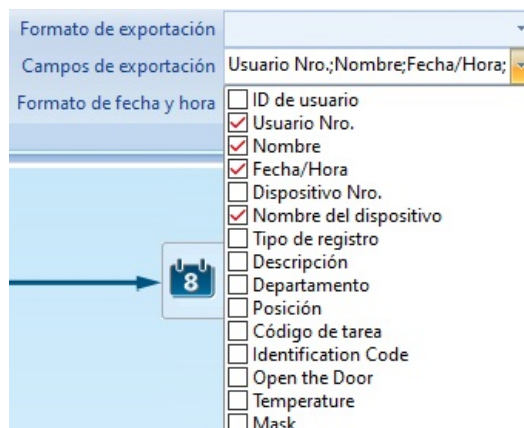 Formato de exportación
Campos de exportación Usuario Nro.;Nombre;Fecha/Hora;
Formato de fecha y hora
ID de usuario
Usuario Nro.
Nombre
Fecha/Hora
Dispositivo Nro.
Nombre del dispositivo
Tipo de registro
Descripción
8
Departamento
Posición
Código de tarea
Identification Code
Open the Door
Temperature
Mask